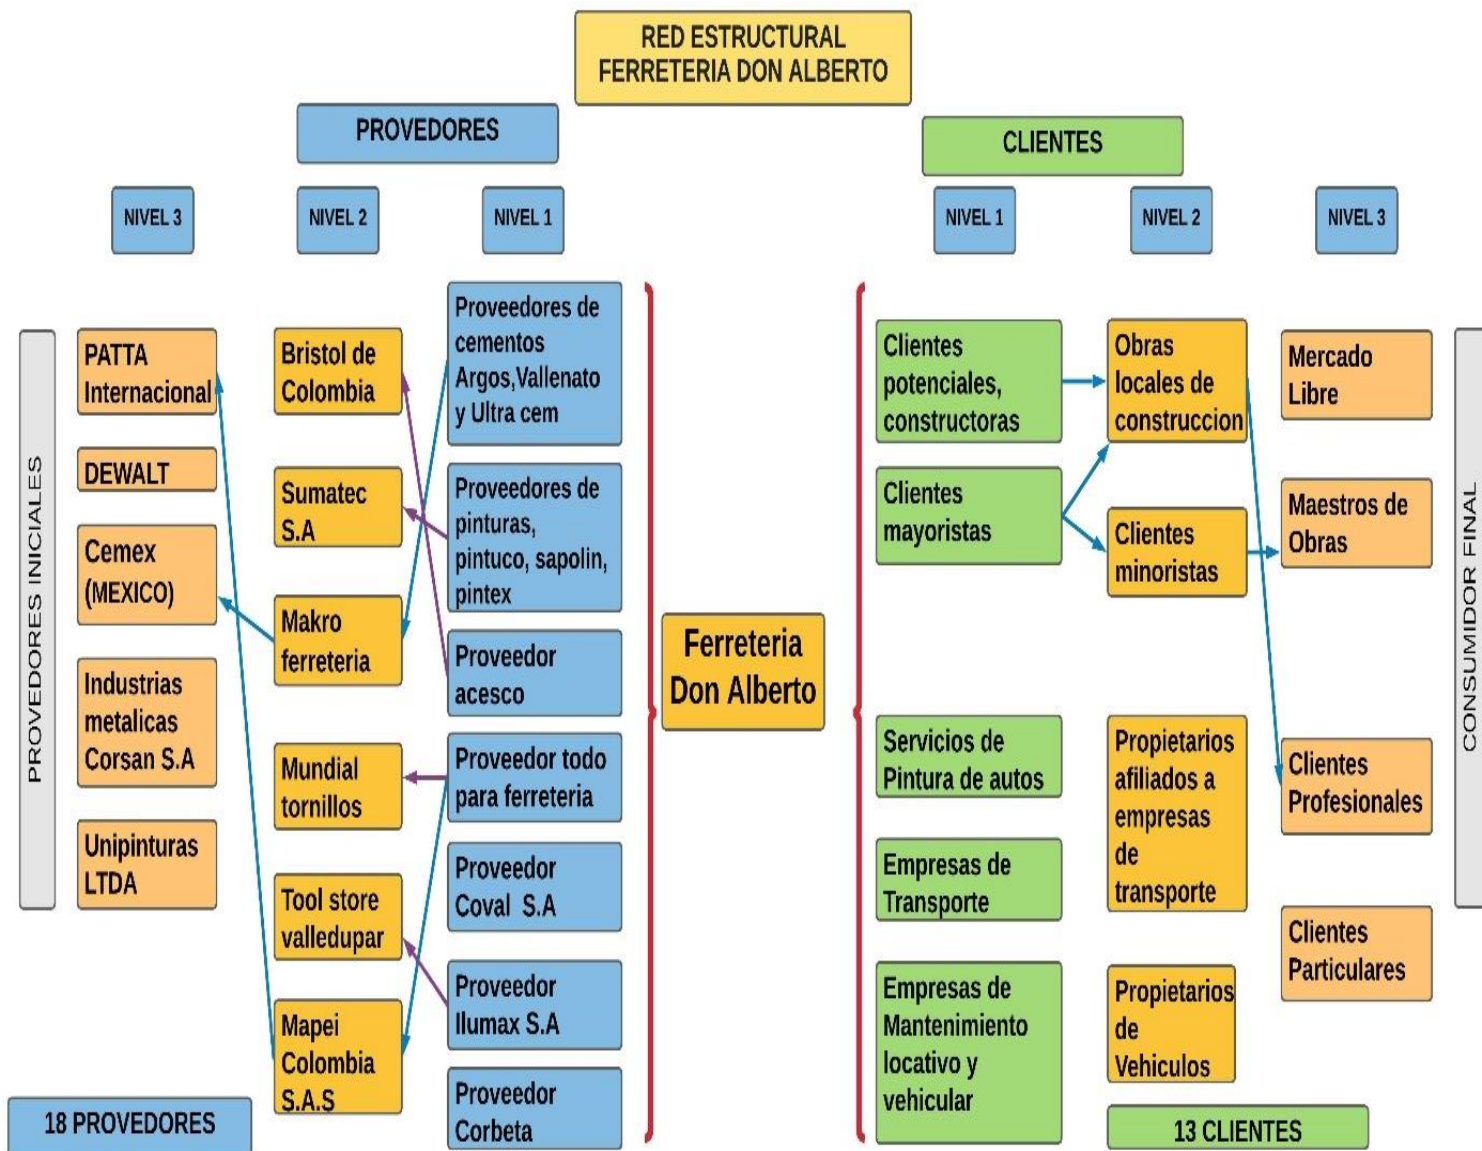 RED ESTRUCTURAL
FERRETERIA DON ALBERTO
PROVEDORES
CLIENTES
NIVEL 3
NIVEL 2
NIVEL 1
NIVEL 1
NIVEL 2
NIVEL 3
PROVEDORES INICIALES
PATTA
Internacional
DEWALT
Cemex
(MEXICO)
Industrias
metalicas
Corsan S.A
Unipinturas
LTDA
Bristol de
Colombia
Sumatec
S.A
Makro
ferreteria
Mundial
tornillos
Tool store
valledupar
Mapei
Colombia
S.A.S
Proveedores de
cementos
Argos,Vallenato
y Ultra cem
Proveedores de
pinturas,
pintuco, sapolin,
pintex
Proveedor
acesco
Proveedor todo
para ferreteria
Proveedor
Coval S.A
Proveedor
Ilumax S.A
Proveedor
Corbeta
Ferreteria
Don Alberto
Clientes
potenciales,
constructoras
Clientes
mayoristas
Servicios de
Pintura de autos
Empresas de
Transporte
Empresas de
Mantenimiento
locativo y
vehicular
Obras
locales de
construccion
Clientes
minoristas
Propietarios
afiliados a
empresas
de
transporte
Propietarios
de
Vehiculos
Mercado
Libre
Maestros de
Obras
Clientes
Profesionales
Clientes
Particulares
CONSUMIDOR FINAL
18 PROVEDORES
13 CLIENTES